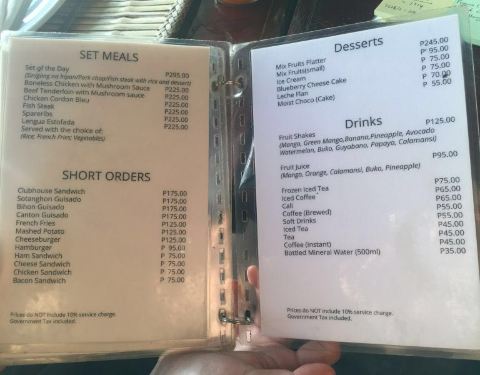 SET MEALS
Set of the Day P295.00
(Sinigang na hipon/Pork chop/fish steak with rice and dessert)
Boneless Chicken with Mushroom Sauce P225.00
Beef Tenderloin with Mushroom sauce P225.00
Chicken Cordon Bleu P225.00
Fish Steak P225.00
Spareribs P225.00
Lengua Estofada P225.00
Served with the choice of:
(Rice, French Fries, Vegetables)
SHORT ORDERS
Clubhouse Sandwich P175.00
Sotanghon Guisado P175.00
Bihon Guisado P175.00
Canton Guisado P175.00
French Fries P125.00
Mashed Potato P125.00
Cheeseburger P125.00
Hamburger P 95.00
Ham Sandwich P 75.00
Cheese Sandwich P 75.00
Chicken Sandwich P 75.00
Bacon Sandwich P 75.00
Prices do NOT include 10% service charge.
Government Tax included.
Desserts
Mix Fruits Platter P245.00
Mix Fruits(small) P 95.00
Ice Cream P 75.00
Blueberry Cheese Cake P 75.00
Leche Flan P 70.00
Moist Choco (Cake) P 55.00
Drinks
Fruit Shakes P125.00
(Mango, Green Mango,Banana,Pineapple, Avocado
Watermelon, Buko, Guyabano, Papaya, Calamansi)
Fruit Juice P95.00
(Mango, Orange, Calamansi, Buko, Pineapple)
Frozen Iced Tea P75.00
Iced Coffee P65.00
Cali P65.00
Coffee (Brewed) P55.00
Soft Drinks P55.00
Iced Tea P45.00
Tea P45.00
Coffee (Instant) P45.00
Bottled Mineral Water (500ml) P35.00
Prices do NOT include 10% service charge.
Government Tax included.